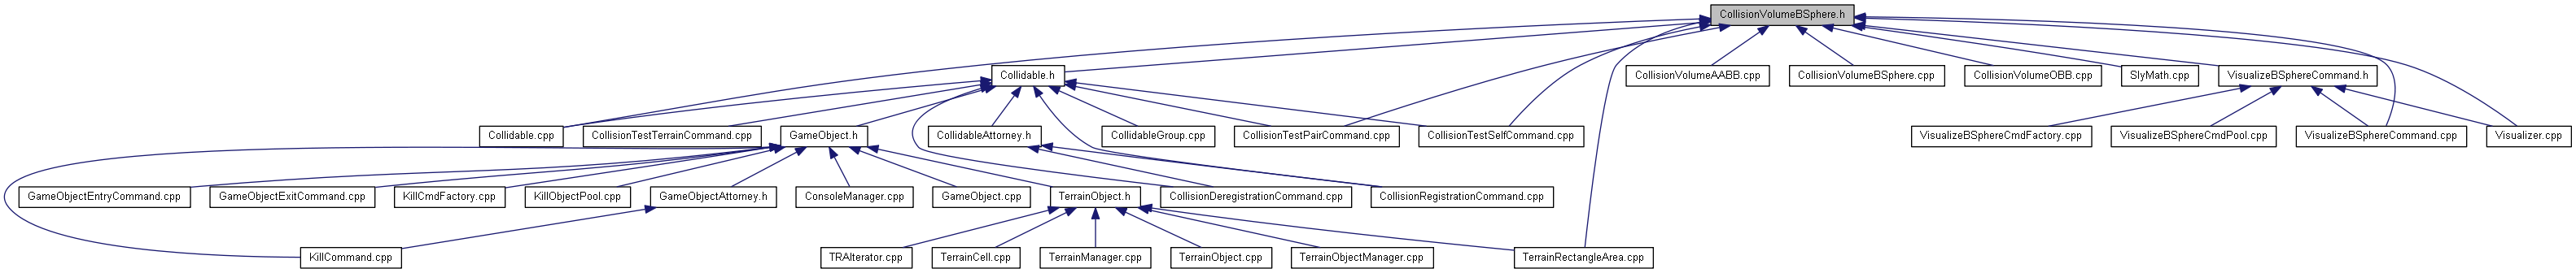 CollisionVolumeBSphere.h
Collidable.h
CollisionVolumeAABB.cpp
CollisionVolumeBSphere.cpp
CollisionVolumeOBB.cpp
SlyMath.cpp
VisualizeBSphereCommand.h
Collidable.cpp
CollisionTestTerrainCommand.cpp
GameObject.h
CollidableAttorney.h
CollidableGroup.cpp
CollisionTestPairCommand.cpp
CollisionTestSelfCommand.cpp
VisualizeBSphereCmdFactory.cpp
VisualizeBSphereCmdPool.cpp
VisualizeBSphereCommand.cpp
Visualizer.cpp
GameObjectEntryCommand.cpp
GameObjectExitCommand.cpp
KillCmdFactory.cpp
KillObjectPool.cpp
GameObjectAttorney.h
ConsoleManager.cpp
GameObject.cpp
TerrainObject.h
CollisionDeregistrationCommand.cpp
CollisionRegistrationCommand.cpp
KillCommand.cpp
TRAIterator.cpp
TerrainCell.cpp
TerrainManager.cpp
TerrainObject.cpp
TerrainObjectManager.cpp
TerrainRectangleArea.cpp